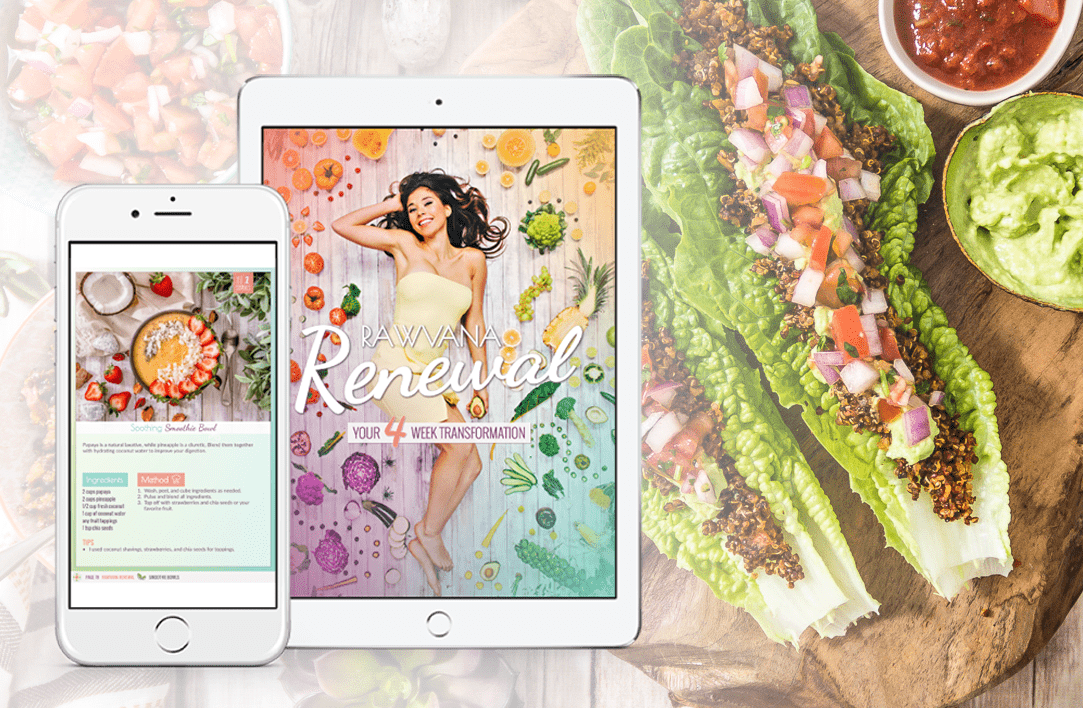 RAWVANA
Renewal
YOUR 4 WEEK TRANSFORMATION
Soothing Smoothie Bowl
Papaya is a natural laxative, while pineapple is a diuretic. Blend them together
with hydrating coconut water to improve your digestion.
Ingredients
2 cups papaya
2 cups pineapple
1/2 cup fresh coconut
1 cup of coconut water
any fruit toppings
1 tsp chia seeds
Method
1. Wash, peel, and cube ingredients as needed.
2. Pulse and blend all ingredients.
3. Top off with strawberries and chia seeds or your
favorite fruit.
TIPS
I used coconut shavings, strawberries, and chia seeds for toppings.
RAWVANA RENEWAL
SMOOTHIE BOWLS